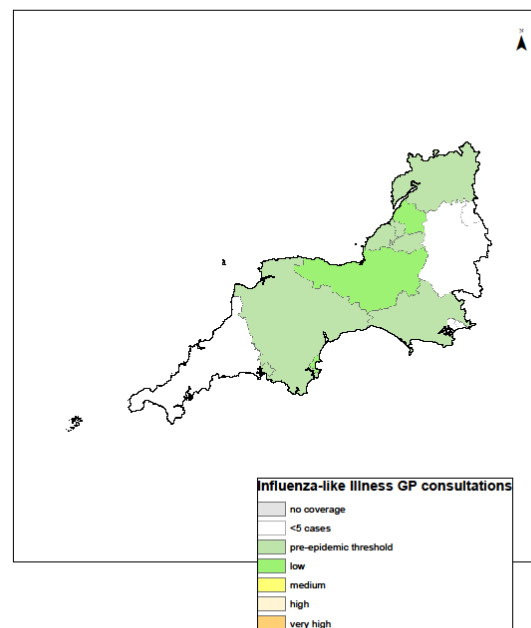 N
Influenza-like Illness GP consultations
no coverage
<5 cases
pre-epidemic threshold
low
medium
high
very high